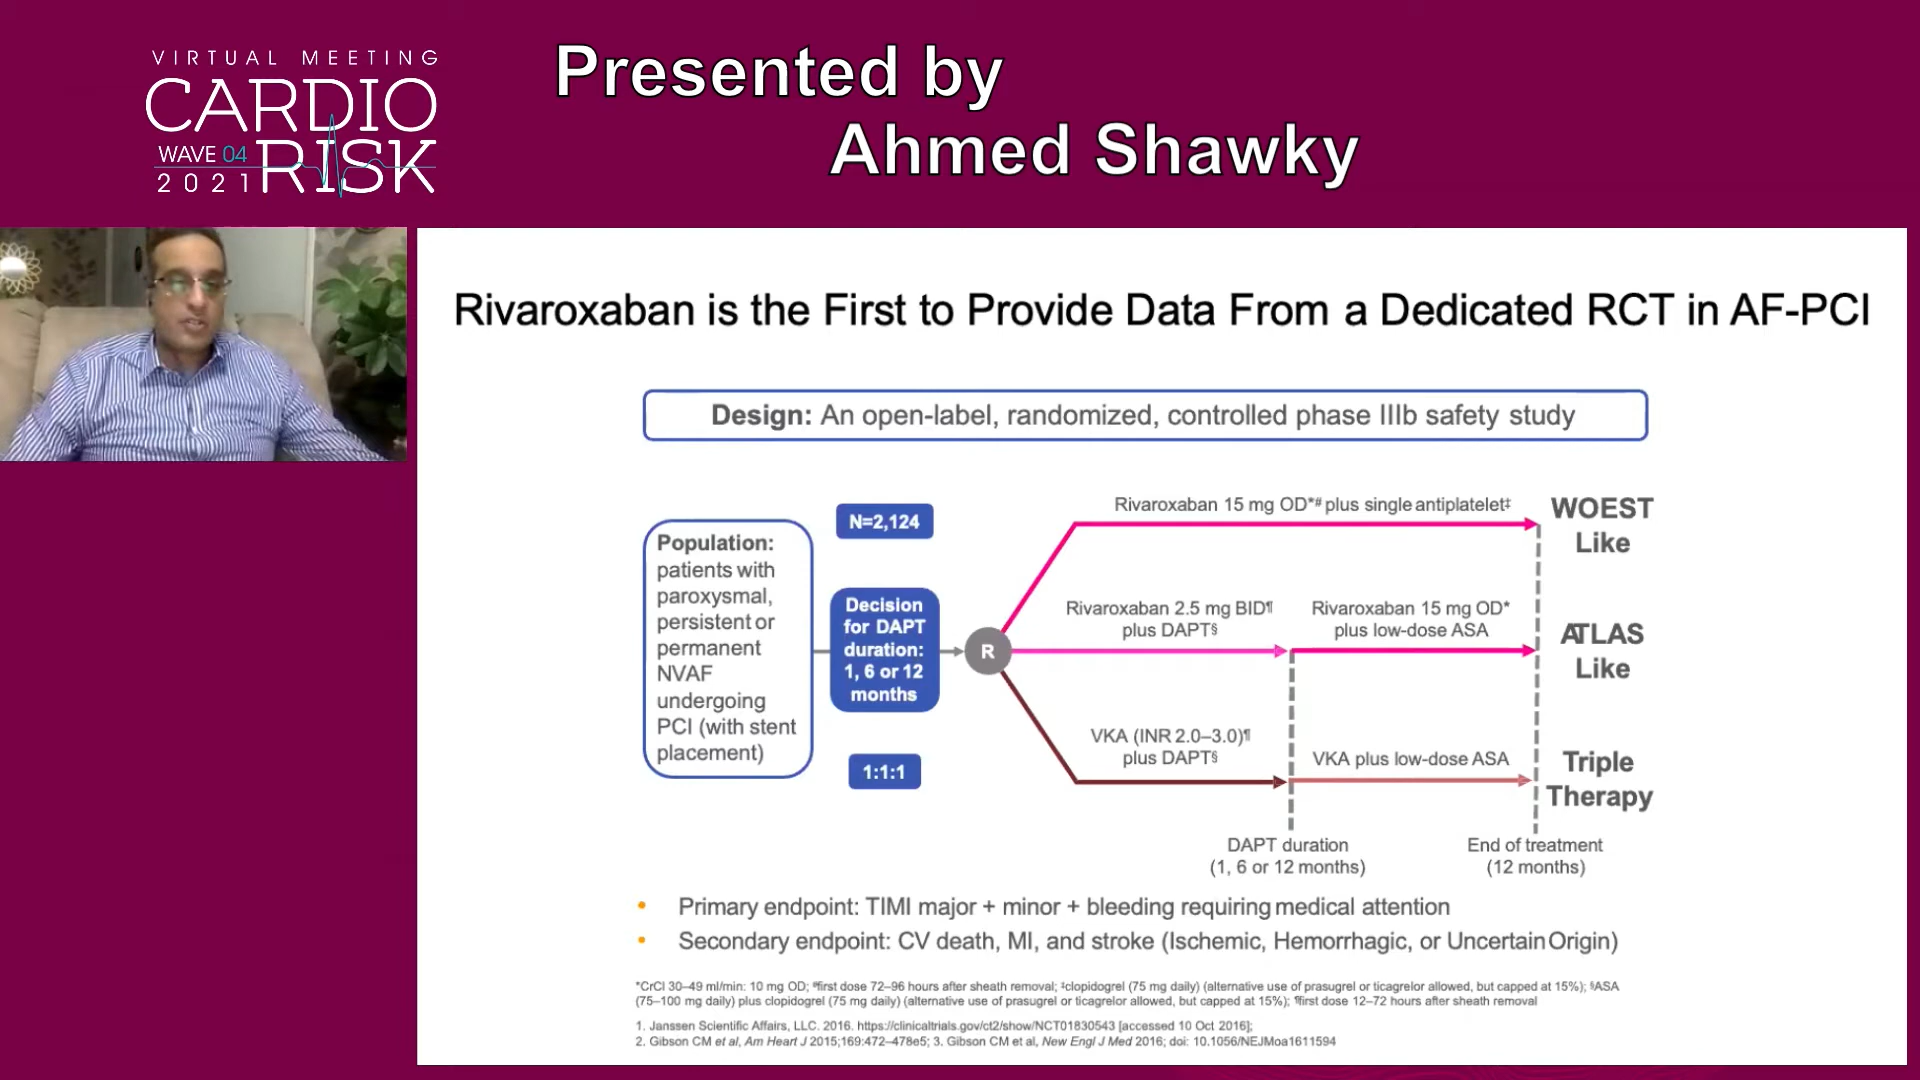 VIRTUAL MEETING
CARDIO
WAVE 04
RISK
2021
Presented by
Ahmed Shawky
Rivaroxaban is the First to Provide Data From a Dedicated RCT in AF-PCI
Design: An open-label, randomized, controlled phase IIIb safety study
Population:
patients with
paroxysmal,
persistent or
permanent
NVAF
undergoing
PCI (with stent
placement)
N=2,124
Decision
for DAPT
duration:
1, 6 or 12
months
1:1:1
R
Rivaroxaban 15 mg OD*# plus single antiplatelet‡
WOEST
Like
Rivaroxaban 2.5 mg BID¶
plus DAPT§
Rivaroxaban 15 mg OD*
plus low-dose ASA
ATLAS
Like
VKA (INR 2.0–3.0)¶
plus DAPT§
VKA plus low-dose ASA
Triple
Therapy
DAPT duration
(1, 6 or 12 months)
End of treatment
(12 months)
• Primary endpoint: TIMI major + minor + bleeding requiring medical attention
• Secondary endpoint: CV death, MI, and stroke (Ischemic, Hemorrhagic, or Uncertain Origin)
*CrCl 30–49 ml/min: 10 mg OD; #first dose 72–96 hours after sheath removal; ‡clopidogrel (75 mg daily) (alternative use of prasugrel or ticagrelor allowed, but capped at 15%); §ASA
(75–100 mg daily) plus clopidogrel (75 mg daily) (alternative use of prasugrel or ticagrelor allowed, but capped at 15%); ¶first dose 12–72 hours after sheath removal
1. Janssen Scientific Affairs, LLC. 2016. https://clinicaltrials.gov/ct2/show/NCT01830543 [accessed 10 Oct 2016];
2. Gibson CM et al, Am Heart J 2015;169:472–478e5; 3. Gibson CM et al, New Engl J Med 2016; doi: 10.1056/NEJMoa1611594